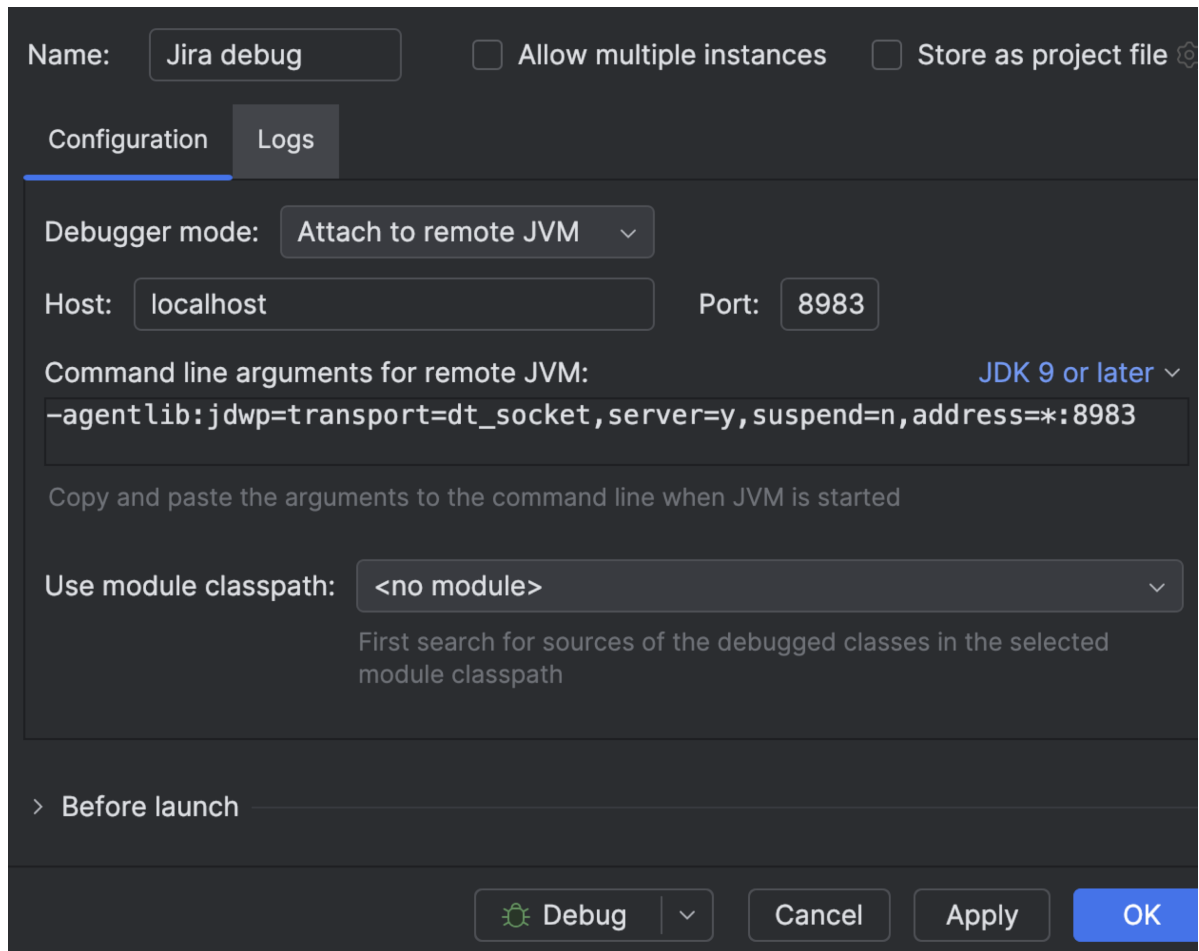 Name: Jira debug Allow multiple instances Store as project file
Configuration Logs
Debugger mode: Attach to remote JVM
Host: localhost Port: 8983
Command line arguments for remote JVM: JDK 9 or later
-agentlib:jdwp=transport=dt_socket,server=y,suspend=n,address=*:8983
Copy and paste the arguments to the command line when JVM is started
Use module classpath: <no module>
First search for sources of the debugged classes in the selected
module classpath
Before launch
Debug Cancel Apply OK